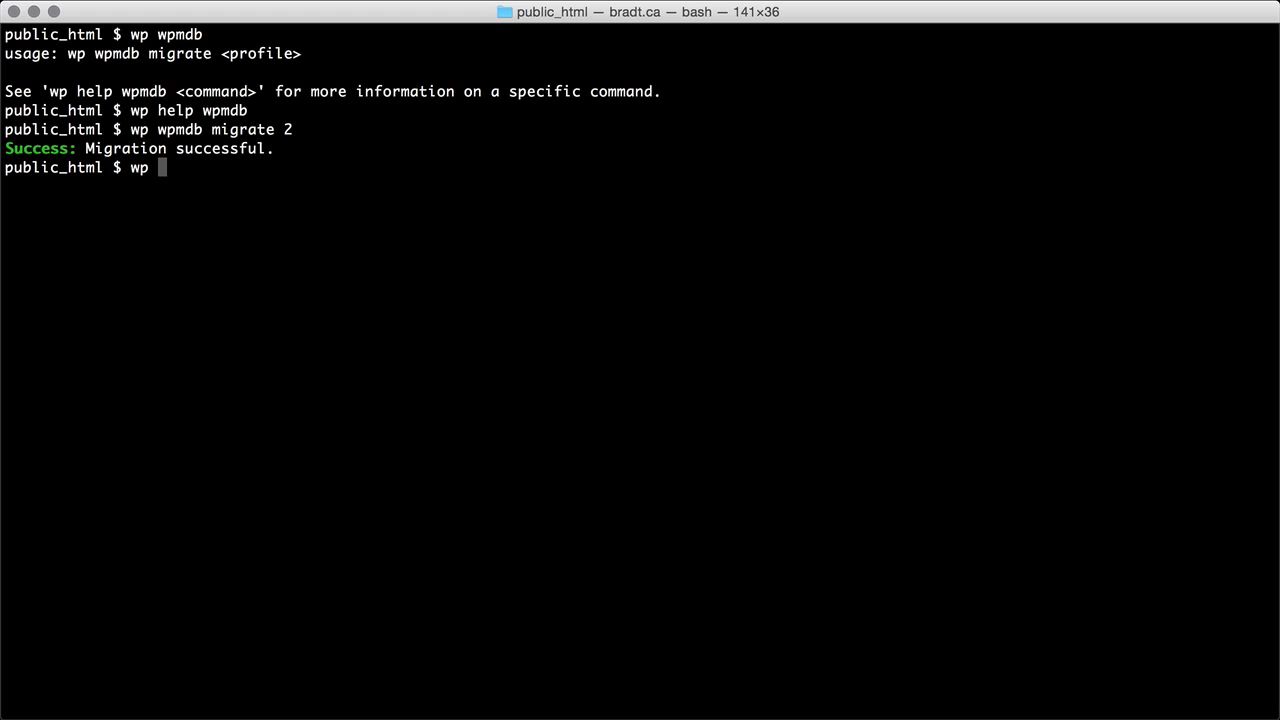 public_html — bradt.ca — bash — 141×36
public_html $ wp wpmdb
usage: wp wpmdb migrate <profile>
See 'wp help wpmdb <command>' for more information on a specific command.
public_html $ wp help wpmdb
public_html $ wp wpmdb migrate 2
Success: Migration successful.
public_html $ wp